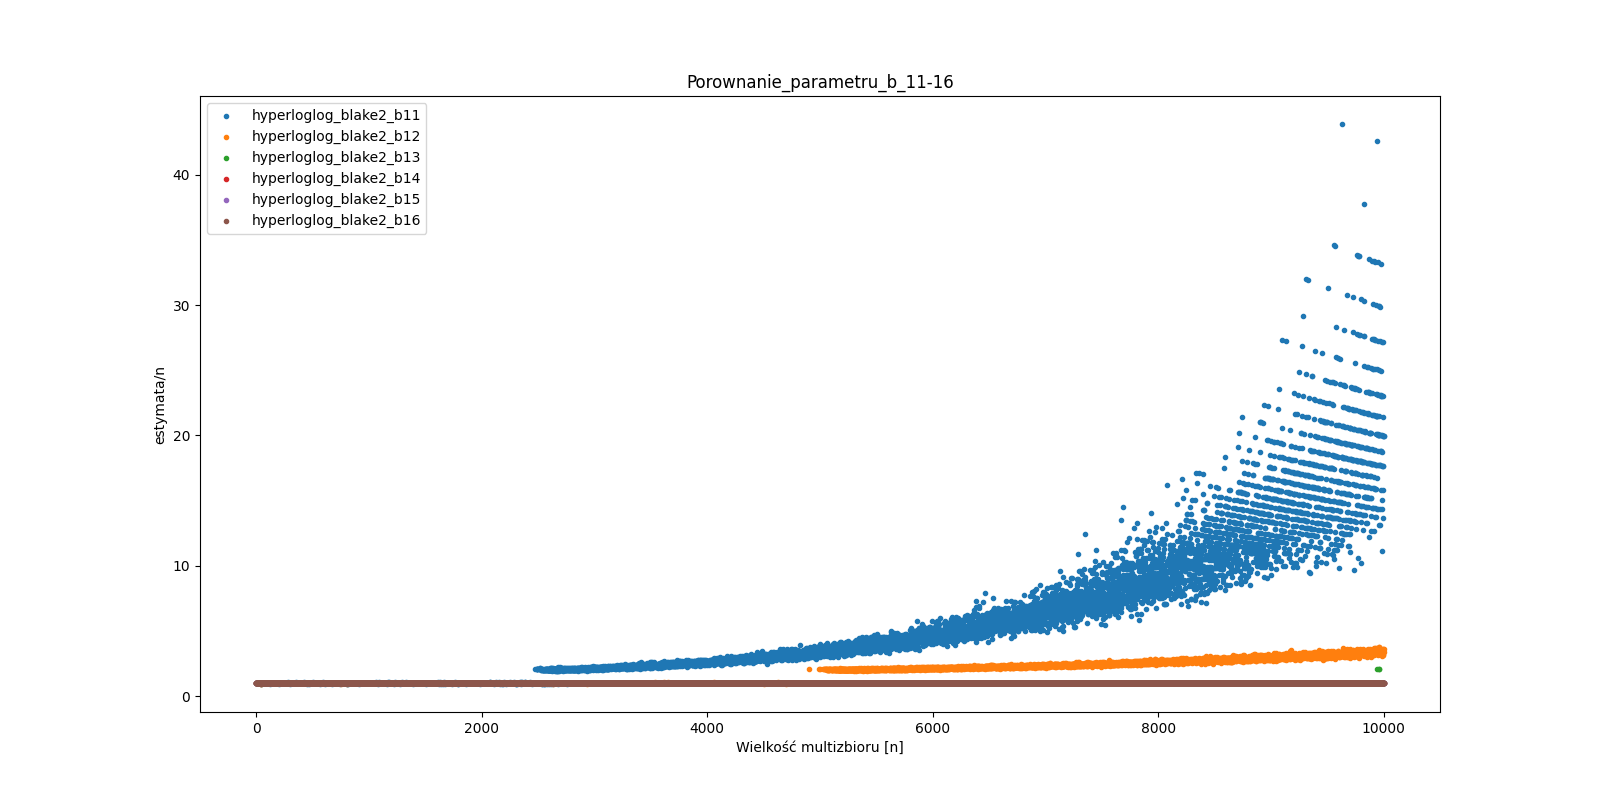 Porownanie_parametru_b_11-16
hyperloglog_blake2_b11
hyperloglog_blake2_b12
hyperloglog_blake2_b13
hyperloglog_blake2_b14
hyperloglog_blake2_b15
hyperloglog_blake2_b16
estymata/n
40
30
20
10
0
0 2000 4000 6000 8000 10000
Wielkość multizbioru [n]